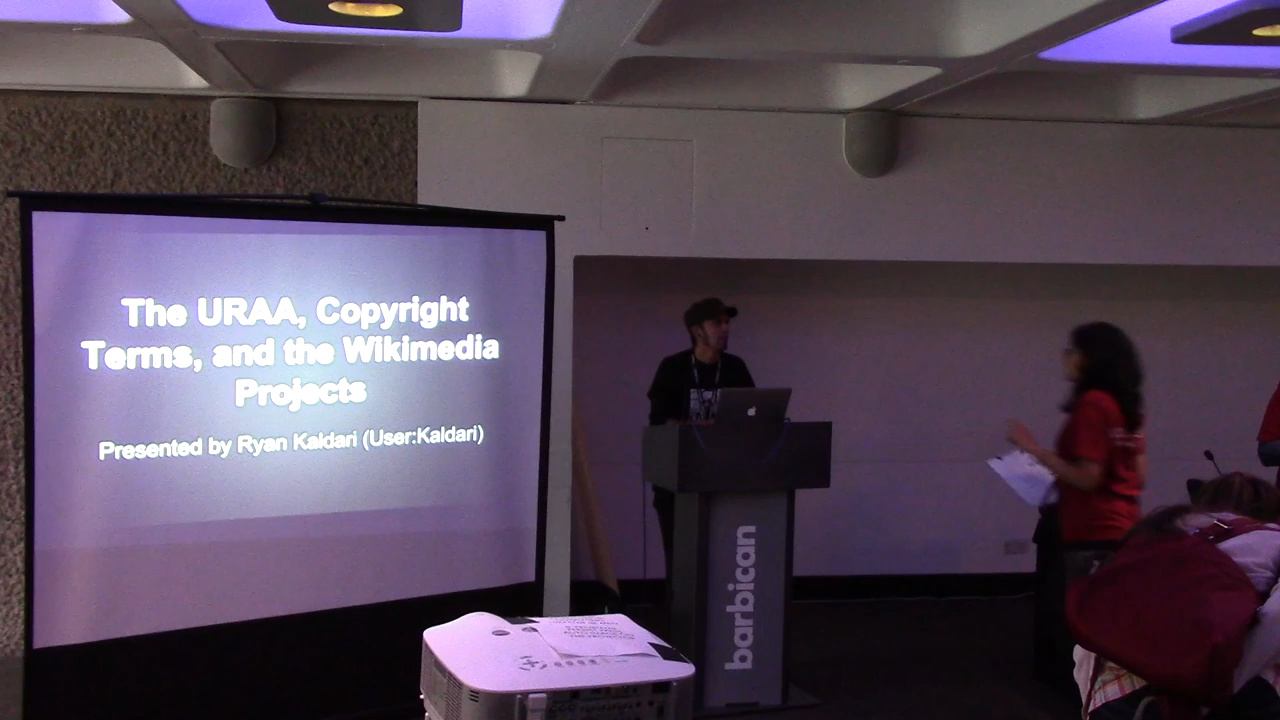 The URAA, Copyright
Terms, and the Wikimedia
Projects
Presented by Ryan Kaldari (User:Kaldari)
barbican